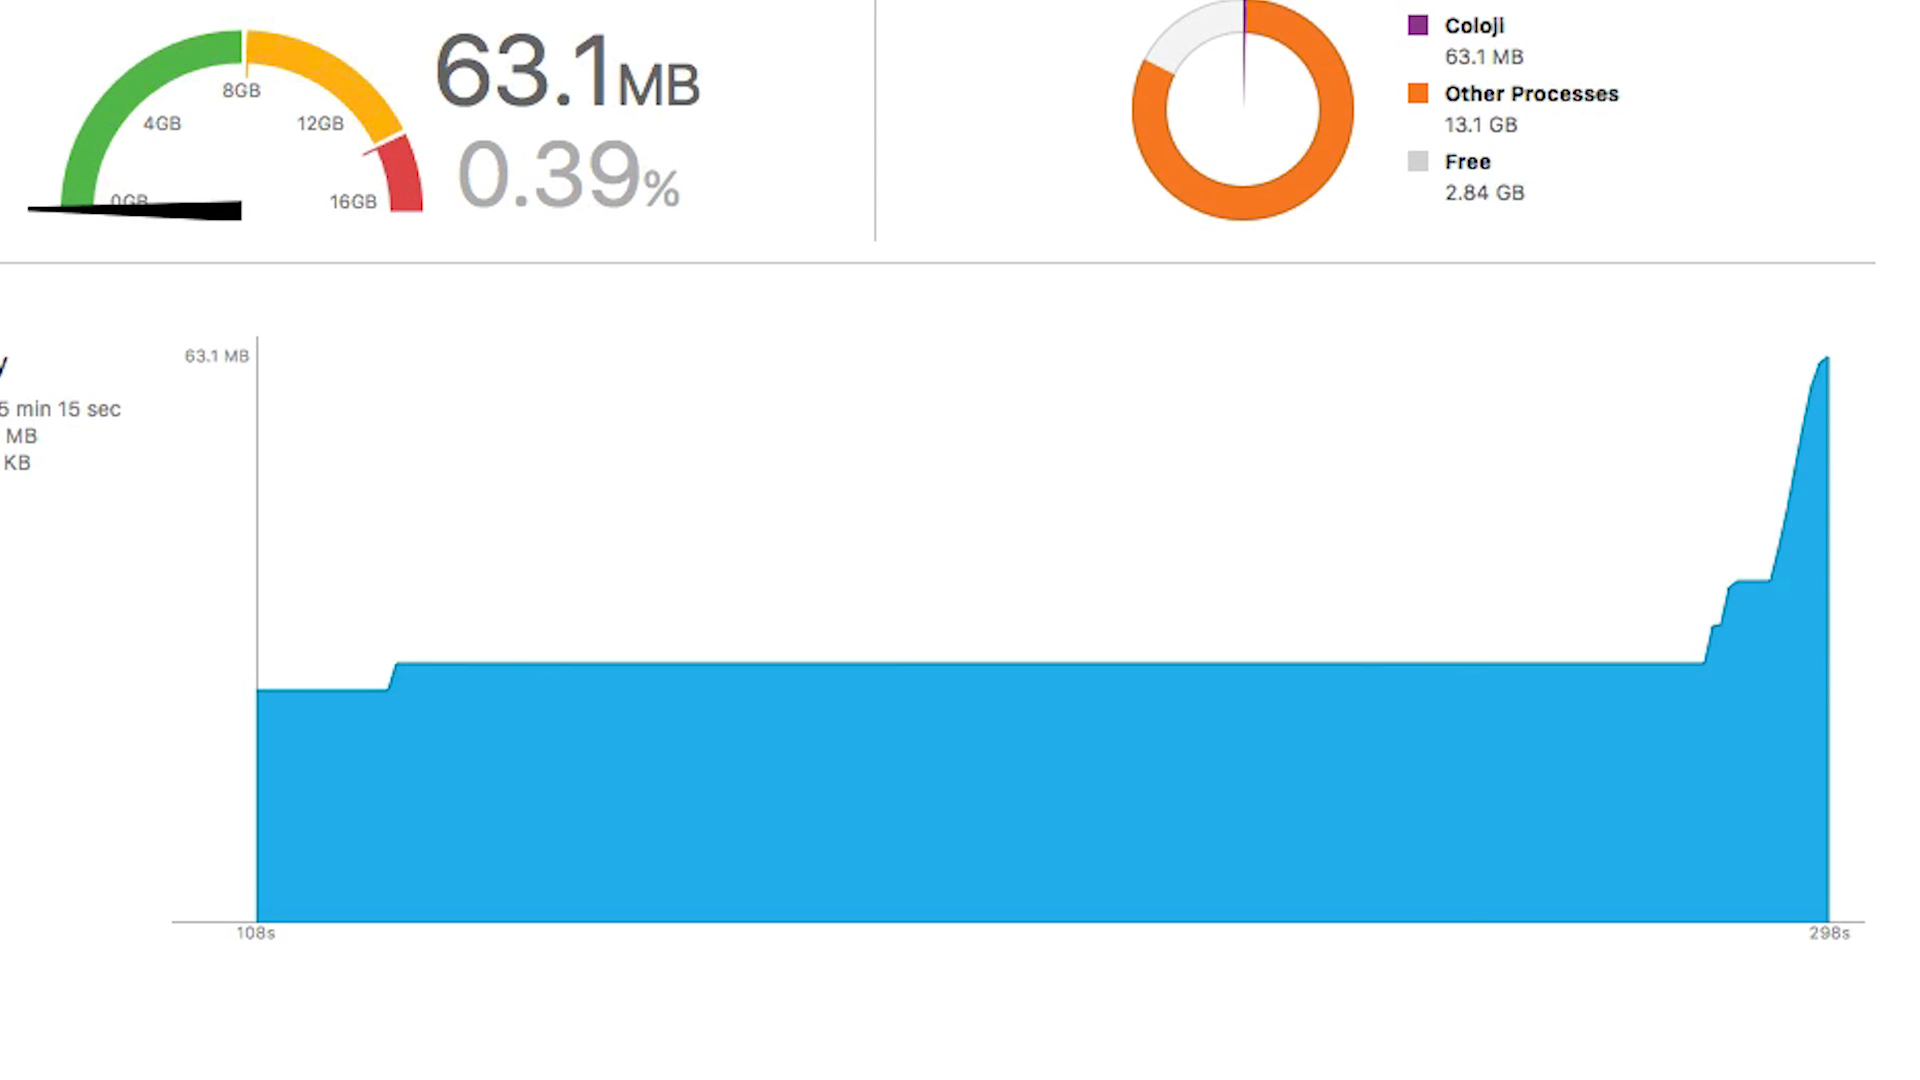 8GB
4GB
12GB
0GB
16GB
63.1MB
0.39%
Coloji
63.1 MB
Other Processes
13.1 GB
Free
2.84 GB
63.1 MB
y
5 min 15 sec
MB
KB
108s
298s